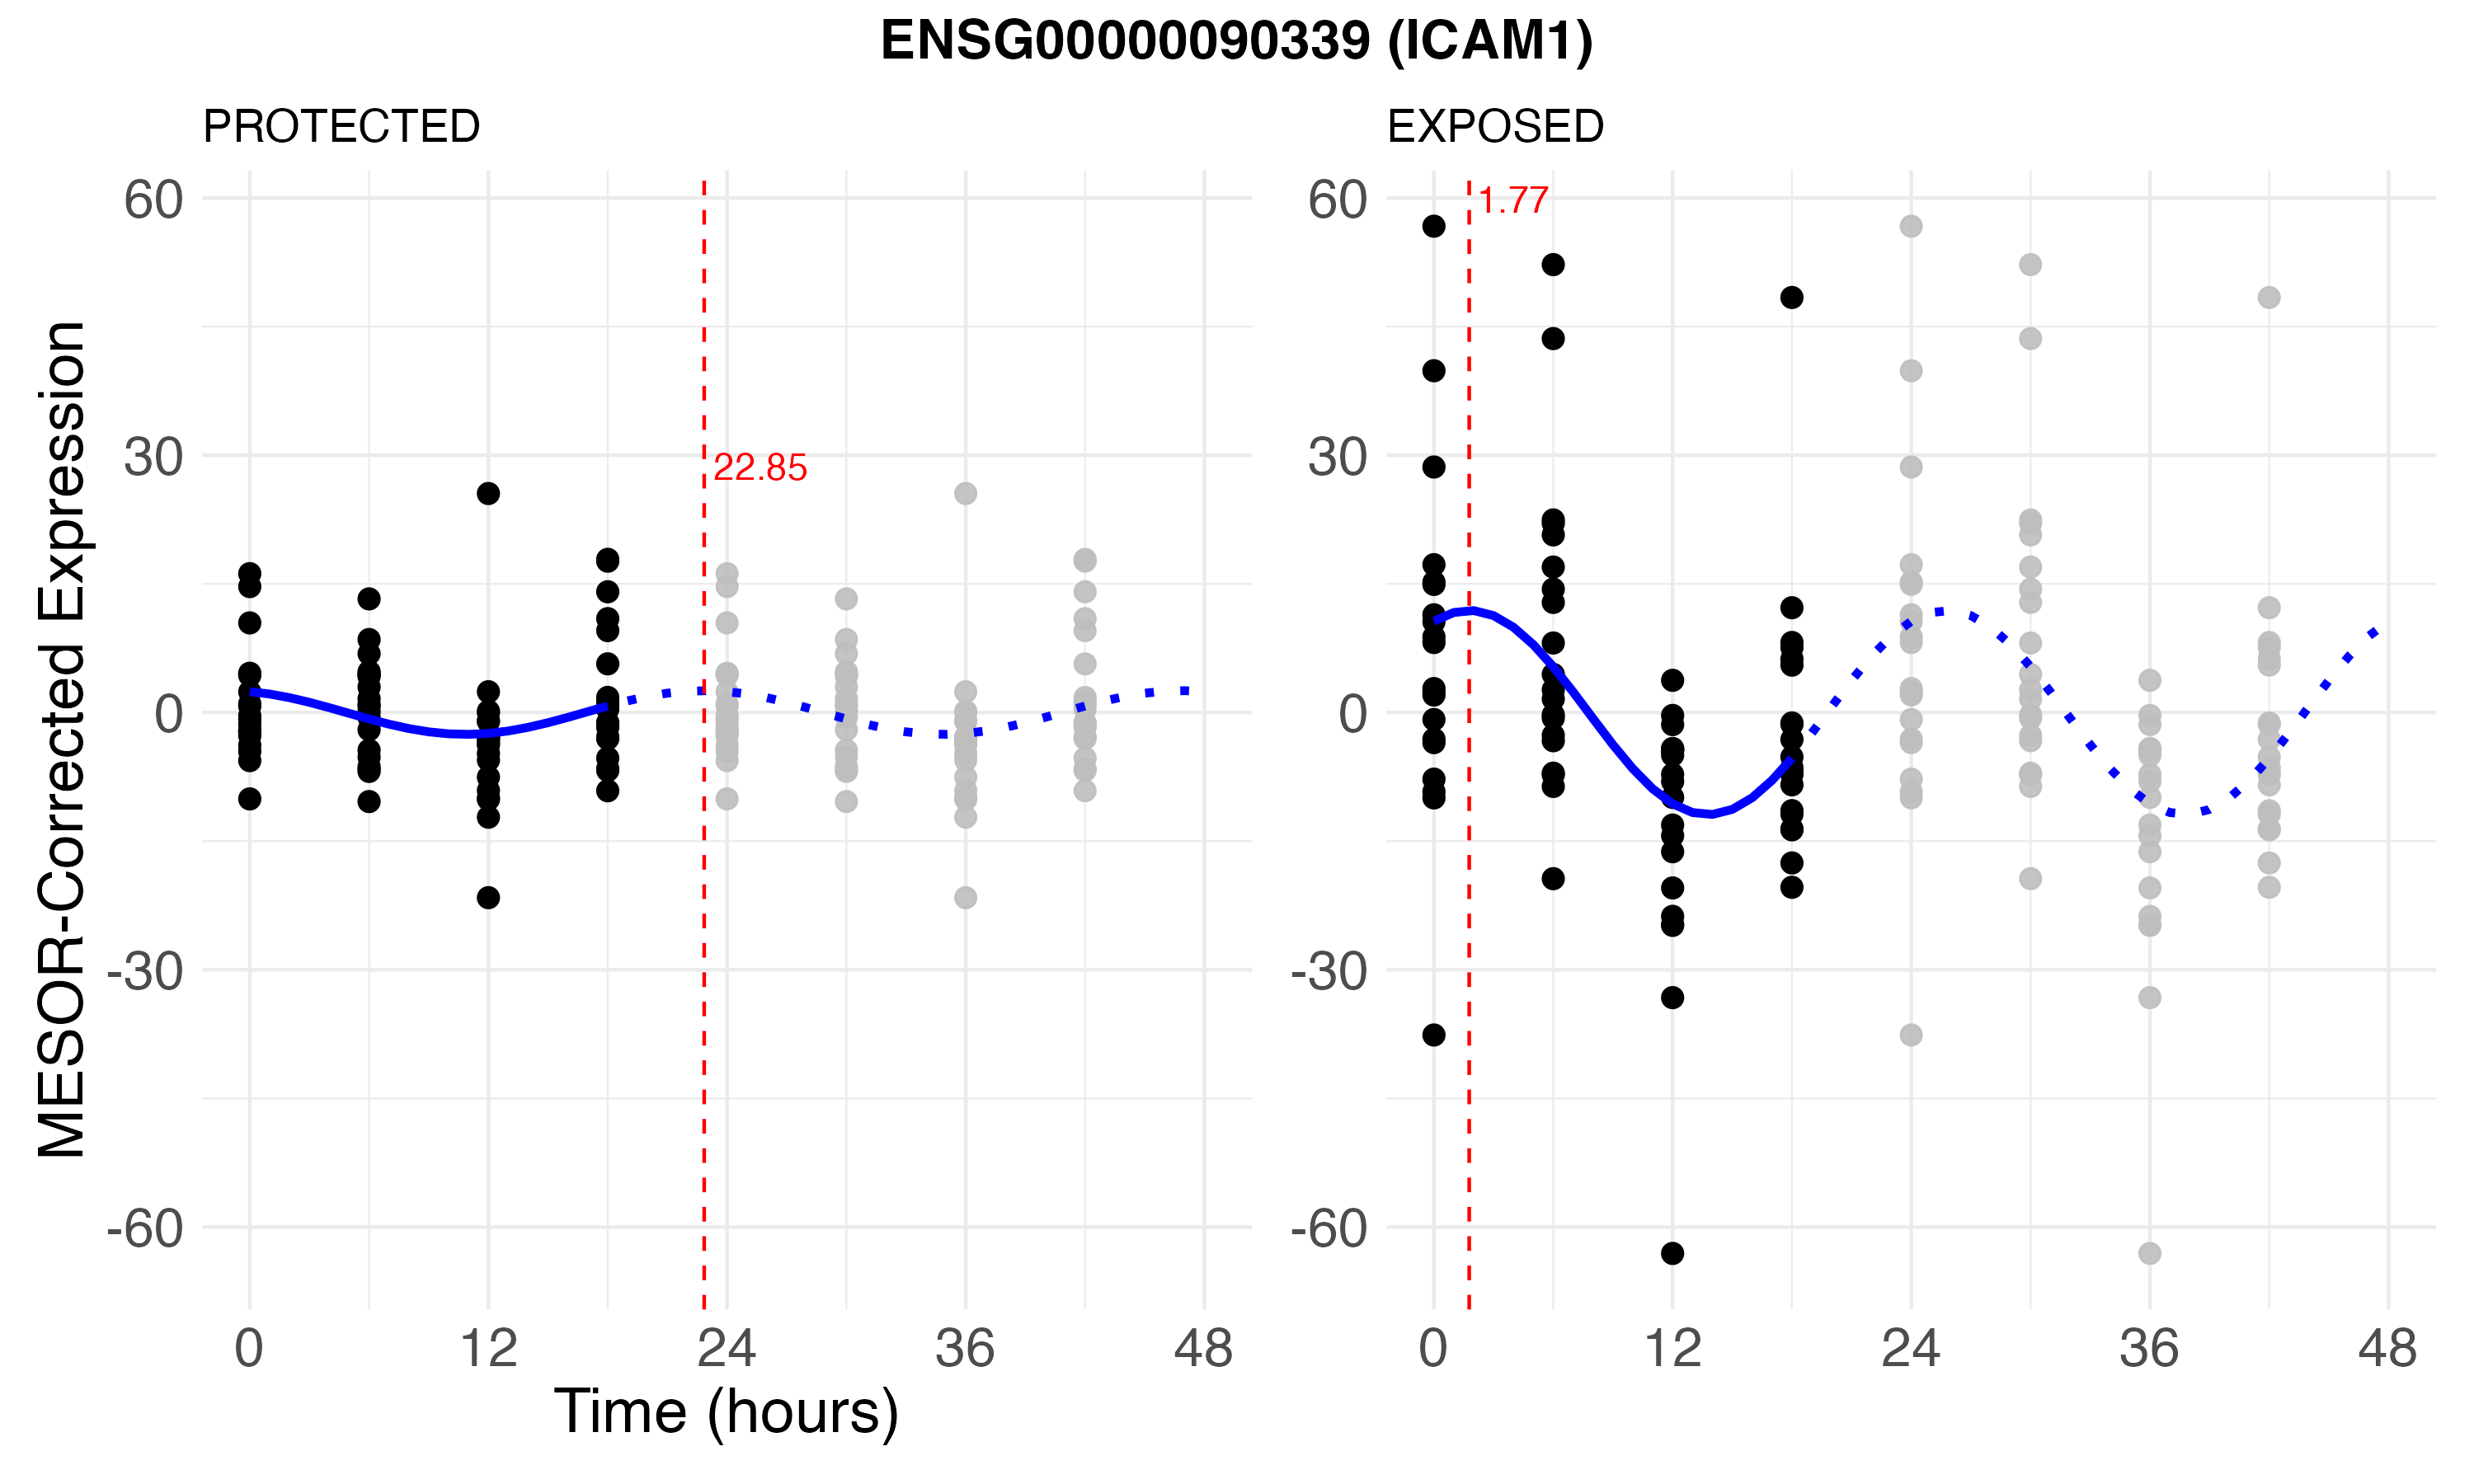 ENSG00000090339 (ICAM1)
PROTECTED
EXPOSED
MESOR-Corrected Expression
60
30
0
-30
-60
22.85
0 12 24 36 48
60
30
0
-30
-60
1.77
0 12 24 36 48
Time (hours)